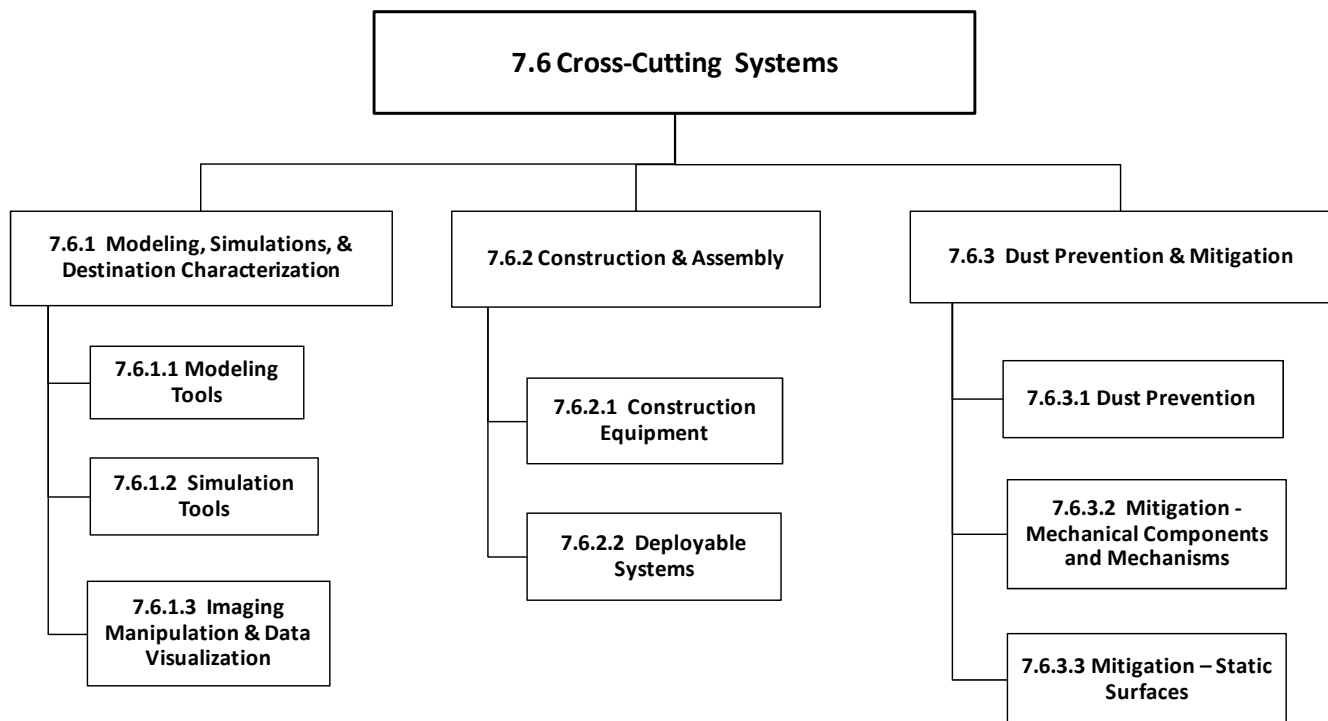 7.6 Cross-Cutting Systems
7.6.1 Modeling, Simulations, &
Destination Characterization
7.6.1.1 Modeling
Tools
7.6.1.2 Simulation
Tools
7.6.1.3 Imaging
Manipulation & Data
Visualization
7.6.2 Construction & Assembly
7.6.2.1 Construction
Equipment
7.6.2.2 Deployable
Systems
7.6.3 Dust Prevention & Mitigation
7.6.3.1 Dust Prevention
7.6.3.2 Mitigation -
Mechanical Components
and Mechanisms
7.6.3.3 Mitigation – Static
Surfaces